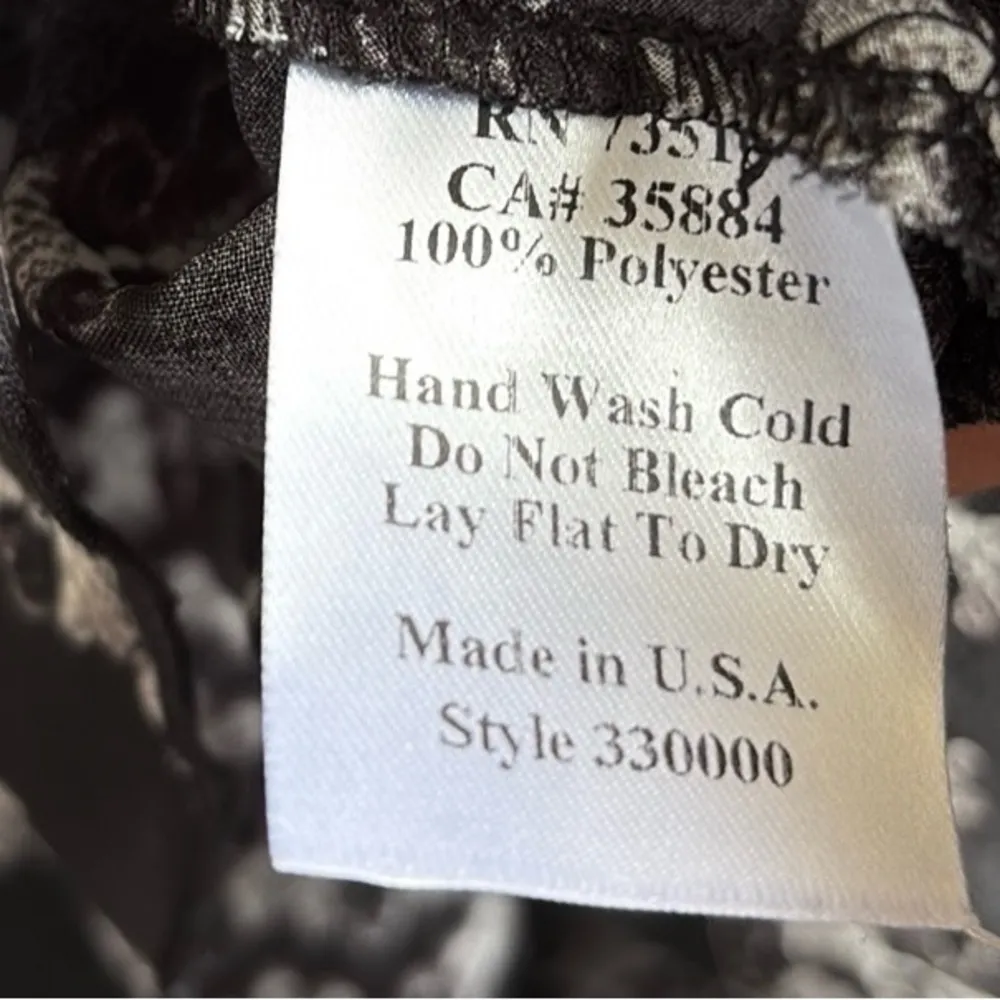 RN
CA# 35884
100% Polyester
Hand Wash Cold
Do Not Bleach
Lay Flat To Dry
Made in U.S.A.
Style 330000